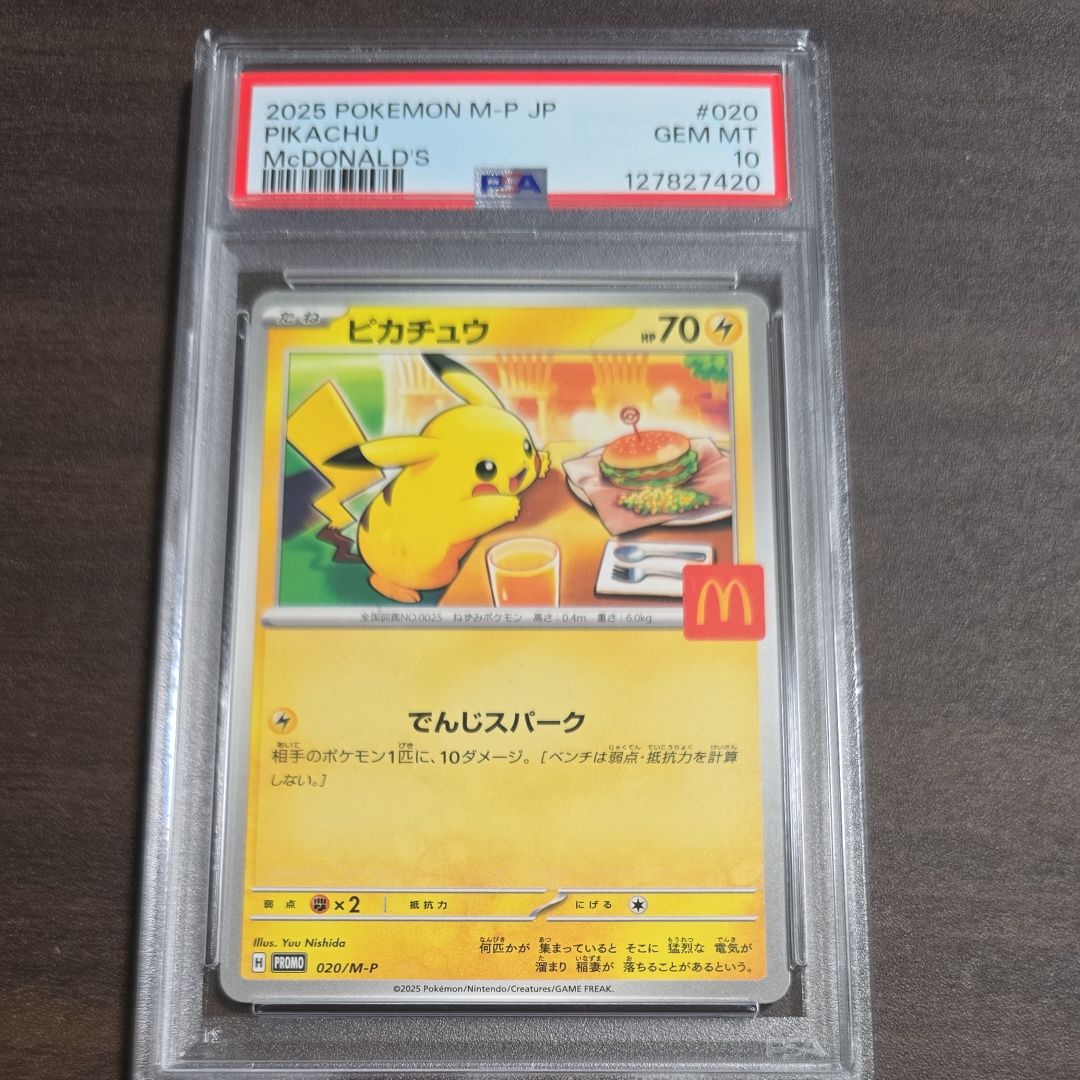 2025 POKEMON M-P JP #020
PIKACHU GEM MT
McDONALD'S 10
PSA 127827420
たね ピカチュウ HP70
全国図鑑NO.0025 ねずみポケモン 高さ:0.4m 重さ:6.0kg
でんじスパーク
相手のポケモン1匹に、10ダメージ。[ベンチは弱点・抵抗力を計算
しない。]
弱点 ×2 抵抗力 にげる
Illus. Yuu Nishida
何匹かが 集まっていると そこに 猛烈な 電気が
溜まり 稲妻が 落ちることがあるという。
H PROMO 020/M-P
©2025 Pokémon/Nintendo/Creatures/GAME FREAK.
PSA